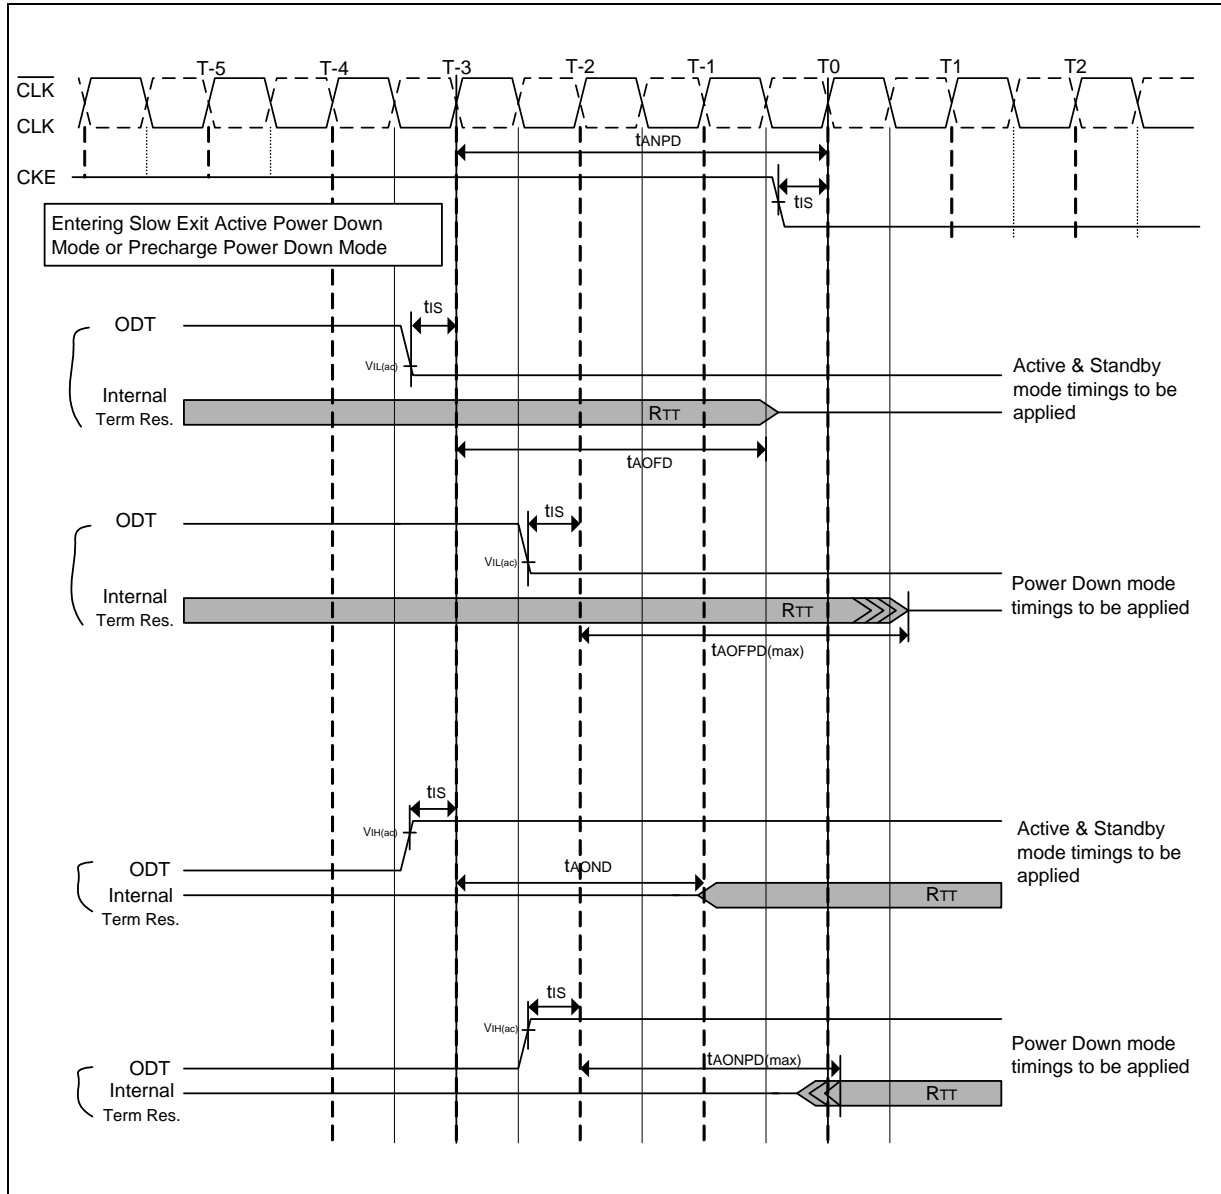 T-5 T-4 T-3 T-2 T-1 T0 T1 T2
CLK
CLK
tANPD
CKE
tIS
Entering Slow Exit Active Power Down
Mode or Precharge Power Down Mode
tIS
ODT
VIL(ac)
Active & Standby
mode timings to be
applied
Internal
Term Res.
RTT
tAOFD
ODT
tIS
VIL(ac)
Internal
Term Res.
RTT
Power Down mode
timings to be applied
tAOFPD(max)
tIS
VIH(ac)
Active & Standby
mode timings to be
applied
ODT
tAOND
Internal
Term Res.
RTT
tIS
VIH(ac)
Power Down mode
timings to be applied
ODT
tAONPD(max)
Internal
Term Res.
RTT